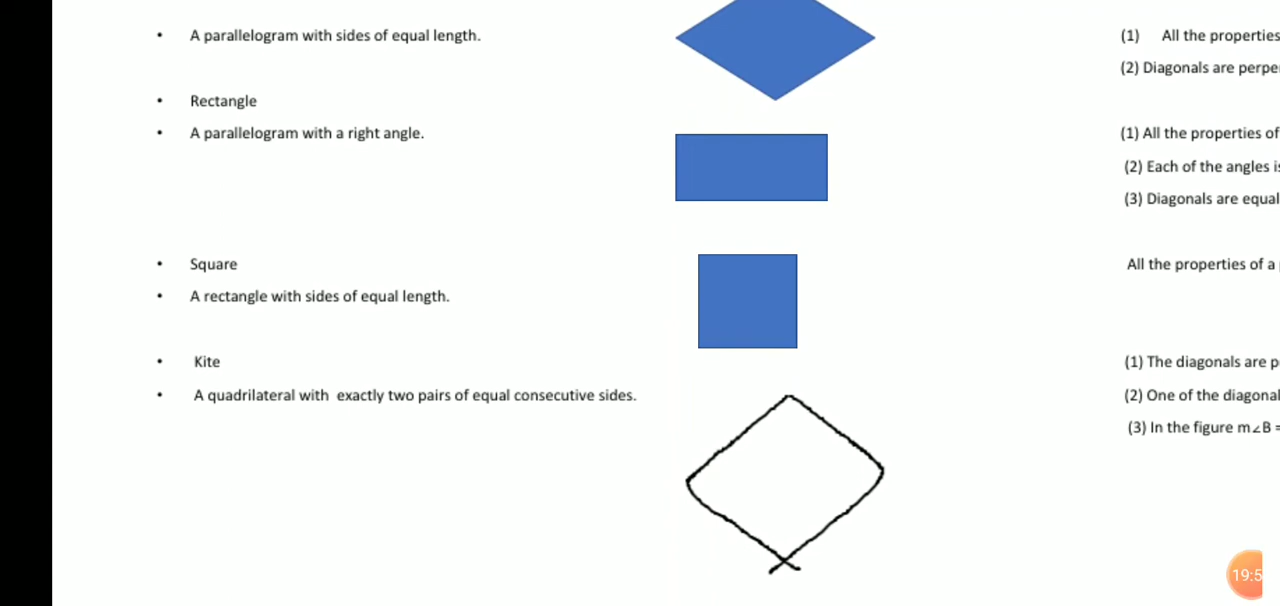 • A parallelogram with sides of equal length.
(1) All the properties
(2) Diagonals are
• Rectangle
• A parallelogram with a right angle.
(1) All the properties of
(2) Each of the angles
(3) Diagonals are equal
• Square
• A rectangle with sides of equal length.
All the properties of a
• Kite
(1) The diagonals are
• A quadrilateral with exactly two pairs of equal consecutive sides.
(2) One of the
(3) In the figure m∠B =
19:5